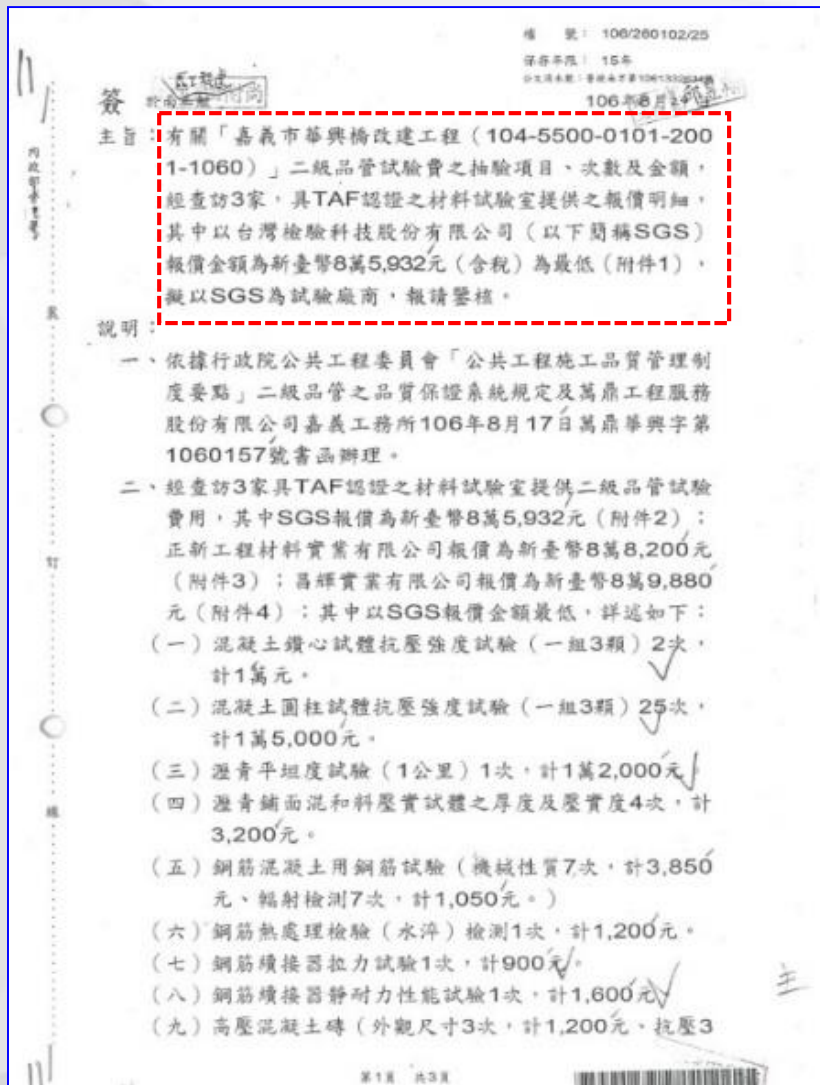 檔 號：106/260102/25
保存年限：15年
106年8月24日
簽
主旨：有關「嘉義市華興橋改建工程（104-5500-0101-200
1-1060）」二級品管試驗費之抽驗項目、次數及金額，
經查訪3家，具TAF認證之材料試驗室提供之報價明細，
其中以台灣檢驗科技股份有限公司（以下簡稱SGS）
報價金額為新臺幣8萬5,932元（含稅）為最低（附件1），
擬以SGS為試驗廠商，報請鑒核。
說明：
一、依據行政院公共工程委員會「公共工程施工品質管理制
度要點」二級品管之品質保證系統規定及萬鼎工程服務
股份有限公司嘉義工務所106年8月17日萬鼎華興字第
1060157號書函辦理。
二、經查訪3家具TAF認證之材料試驗室提供二級品管試驗
費用，其中SGS報價為新臺幣8萬5,932元（附件2）；
正新工程材料實業有限公司報價為新臺幣8萬8,200元
（附件3）；昌輝實業有限公司報價為新臺幣8萬9,880
元（附件4）；其中以SGS報價金額最低，詳述如下：
（一）混凝土鑽心試體抗壓強度試驗（一組3顆）2次，
計1萬元。
（二）混凝土圓柱試體抗壓強度試驗（一組3顆）25次，
計1萬5,000元。
（三）瀝青平坦度試驗（1公里）1次，計1萬2,000元。
（四）瀝青鋪面混和料壓實試體之厚度及壓實度4次，計
3,200元。
（五）鋼筋混凝土用鋼筋試驗（機械性質7次，計3,850
元、輻射檢測7次，計1,050元。）
（六）鋼筋熱處理檢驗（水淬）檢測1次，計1,200元。
（七）鋼筋續接器拉力試驗1次，計900元。
（八）鋼筋續接器靜耐力性能試驗1次，計1,600元。
（九）高壓混凝土磚（外觀尺寸3次，計1,200元、抗壓3
裝
訂
線
主
第1頁 共3頁